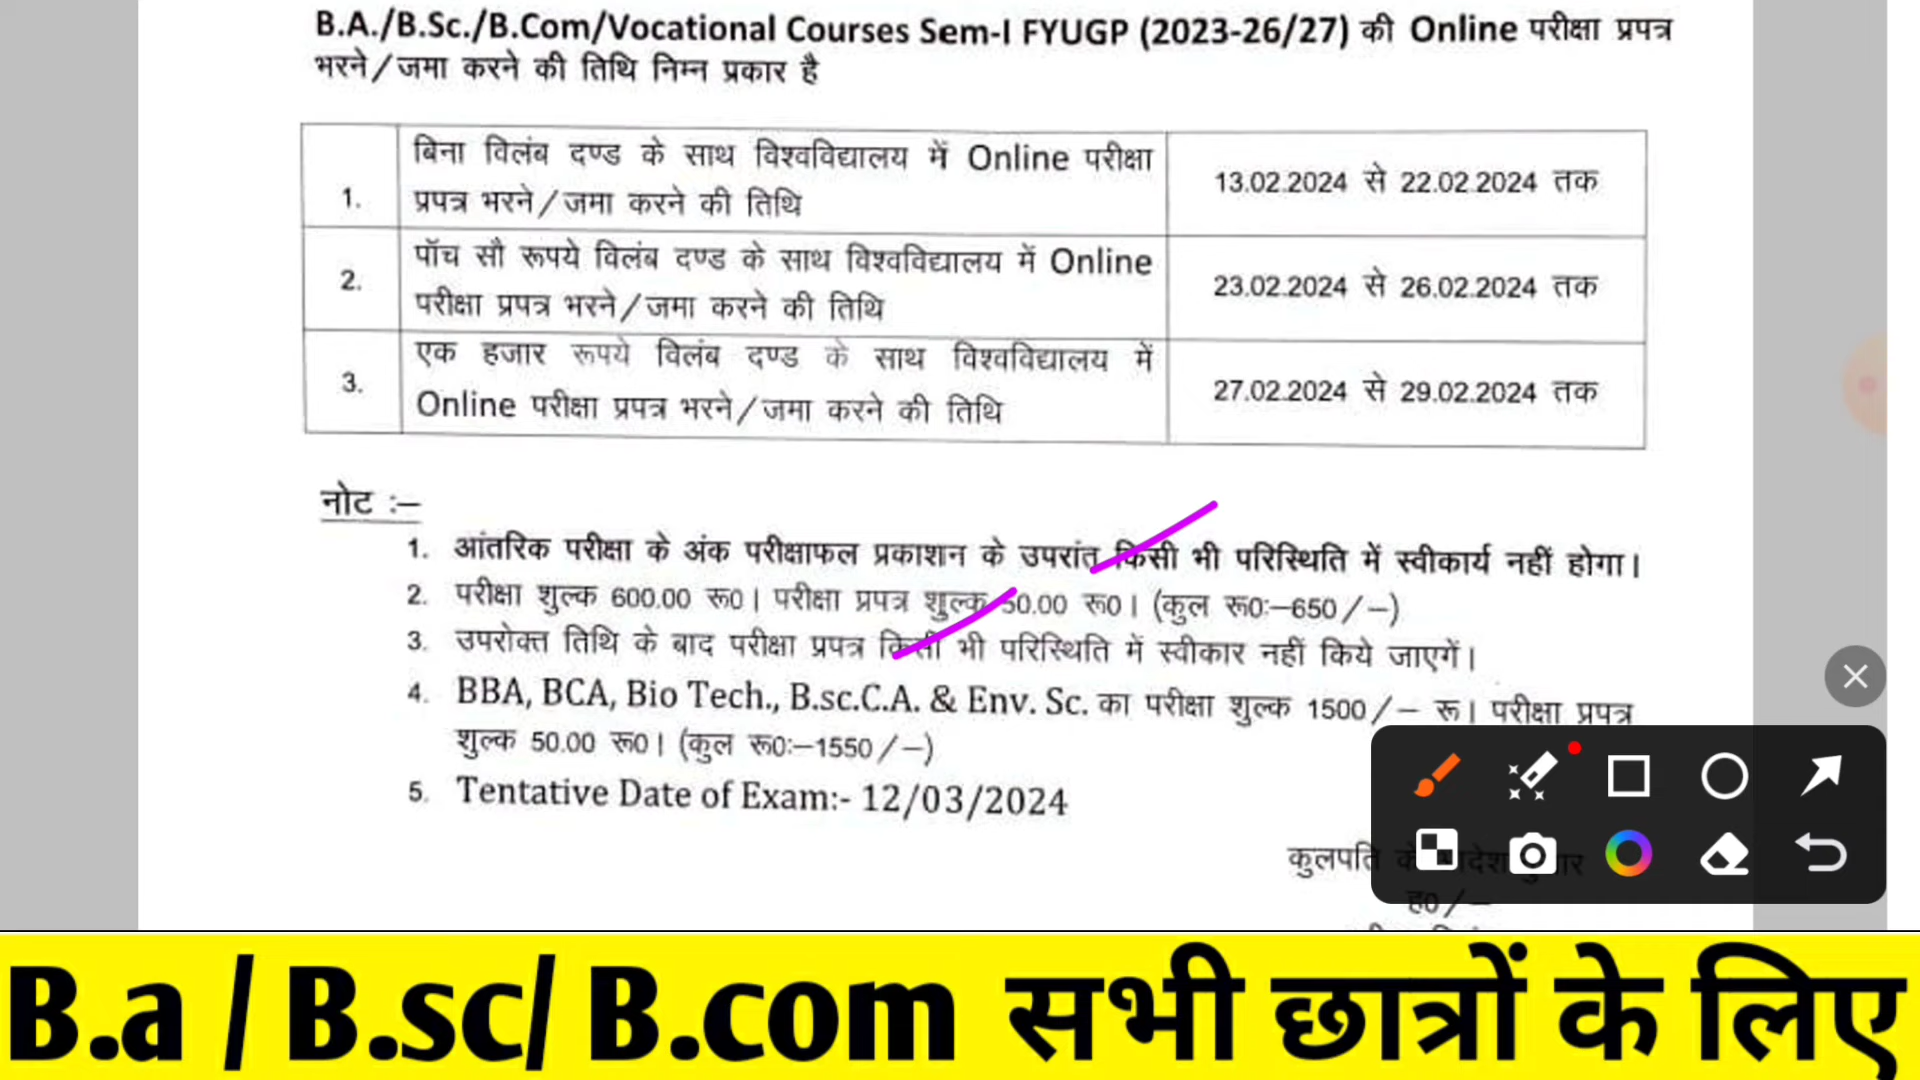 B.A./B.Sc./B.Com/Vocational Courses Sem-I FYUGP (2023-26/27) की Online परीक्षा प्रपत्र
भरने/जमा करने की तिथि निम्न प्रकार है
1. बिना विलंब दण्ड के साथ विश्वविद्यालय में Online परीक्षा
प्रपत्र भरने/जमा करने की तिथि
13.02.2024 से 22.02.2024 तक
2. पॉच सौ रूपये विलंब दण्ड के साथ विश्वविद्यालय में Online
परीक्षा प्रपत्र भरने/जमा करने की तिथि
23.02.2024 से 26.02.2024 तक
3. एक हजार रूपये विलंब दण्ड के साथ विश्वविद्यालय में
Online परीक्षा प्रपत्र भरने/जमा करने की तिथि
27.02.2024 से 29.02.2024 तक
नोट :–
1. आंतरिक परीक्षा के अंक परीक्षाफल प्रकाशन के उपरांत किसी भी परिस्थिति में स्वीकार्य नहीं होगा।
2. परीक्षा शुल्क 600.00 रू0। परीक्षा प्रपत्र शुल्क 50.00 रू0। (कुल रू0:–650/–)
3. उपरोक्त तिथि के बाद परीक्षा प्रपत्र किसी भी परिस्थिति में स्वीकार नहीं किये जाएगें।
4. BBA, BCA, Bio Tech., B.sc.C.A. & Env. Sc. का परीक्षा शुल्क 1500/– रू। परीक्षा प्रपत्र
शुल्क 50.00 रू0। (कुल रू0:–1550/–)
5. Tentative Date of Exam:- 12/03/2024
कुलपति के
ह0/–
B.a / B.sc/ B.com सभी छात्रों के लिए